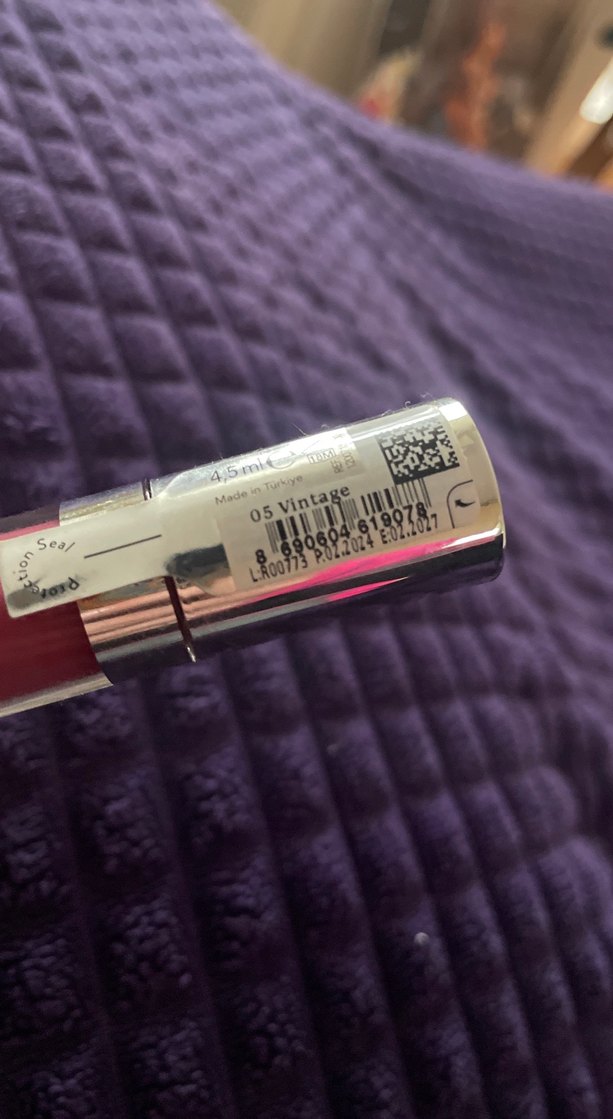 4,5 ml
Made in Türkiye
05 Vintage
8 690604 619078
L:R00773 P:02.2024 E:02.2027
Protection Seal